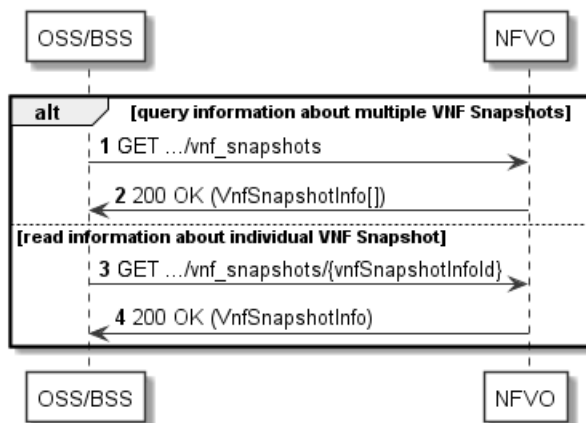 OSS/BSS
NFVO
alt [query information about multiple VNF Snapshots]
1 GET .../vnf_snapshots
2 200 OK (VnfSnapshotInfo[])
[read information about individual VNF Snapshot]
3 GET .../vnf_snapshots/{vnfSnapshotInfoId}
4 200 OK (VnfSnapshotInfo)
OSS/BSS
NFVO